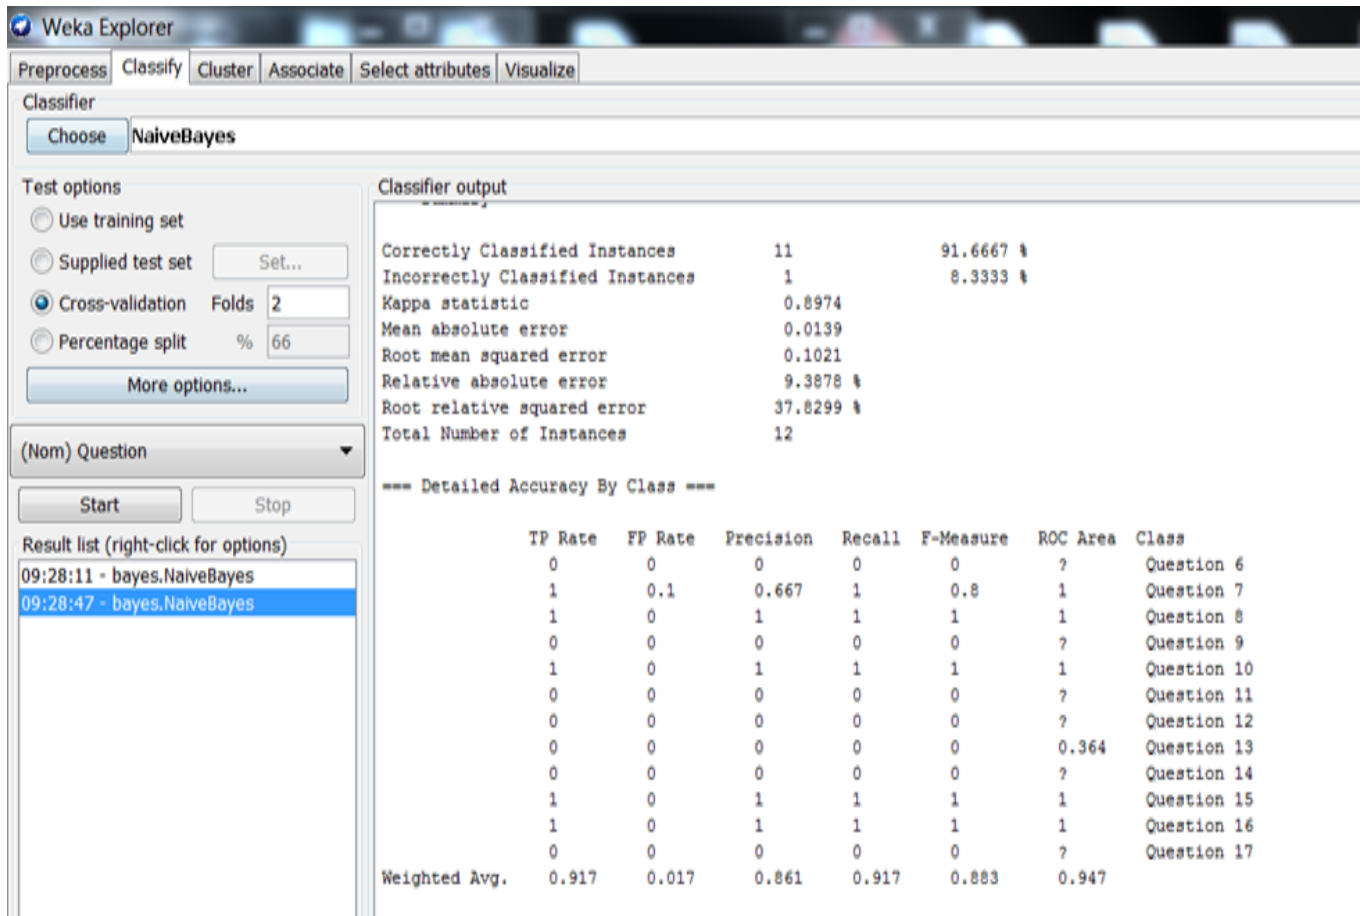 Weka Explorer
Preprocess Classify Cluster Associate Select attributes Visualize
Classifier
Choose NaiveBayes
Test options
Use training set
Supplied test set Set...
Cross-validation Folds 2
Percentage split % 66
More options...
(Nom) Question
Start Stop
Result list (right-click for options)
09:28:11 - bayes.NaiveBayes
09:28:47 - bayes.NaiveBayes
Classifier output
Correctly Classified Instances 11 91.6667 %
Incorrectly Classified Instances 1 8.3333 %
Kappa statistic 0.8974
Mean absolute error 0.0139
Root mean squared error 0.1021
Relative absolute error 9.3878 %
Root relative squared error 37.8299 %
Total Number of Instances 12
=== Detailed Accuracy By Class ===
TP Rate FP Rate Precision Recall F-Measure ROC Area Class
0 0 0 0 0 ? Question 6
1 0.1 0.667 1 0.8 1 Question 7
1 0 1 1 1 1 Question 8
0 0 0 0 0 ? Question 9
1 0 1 1 1 1 Question 10
0 0 0 0 0 ? Question 11
0 0 0 0 0 ? Question 12
0 0 0 0 0 0.364 Question 13
0 0 0 0 0 ? Question 14
1 0 1 1 1 1 Question 15
1 0 1 1 1 1 Question 16
0 0 0 0 0 ? Question 17
Weighted Avg. 0.917 0.017 0.861 0.917 0.883 0.947